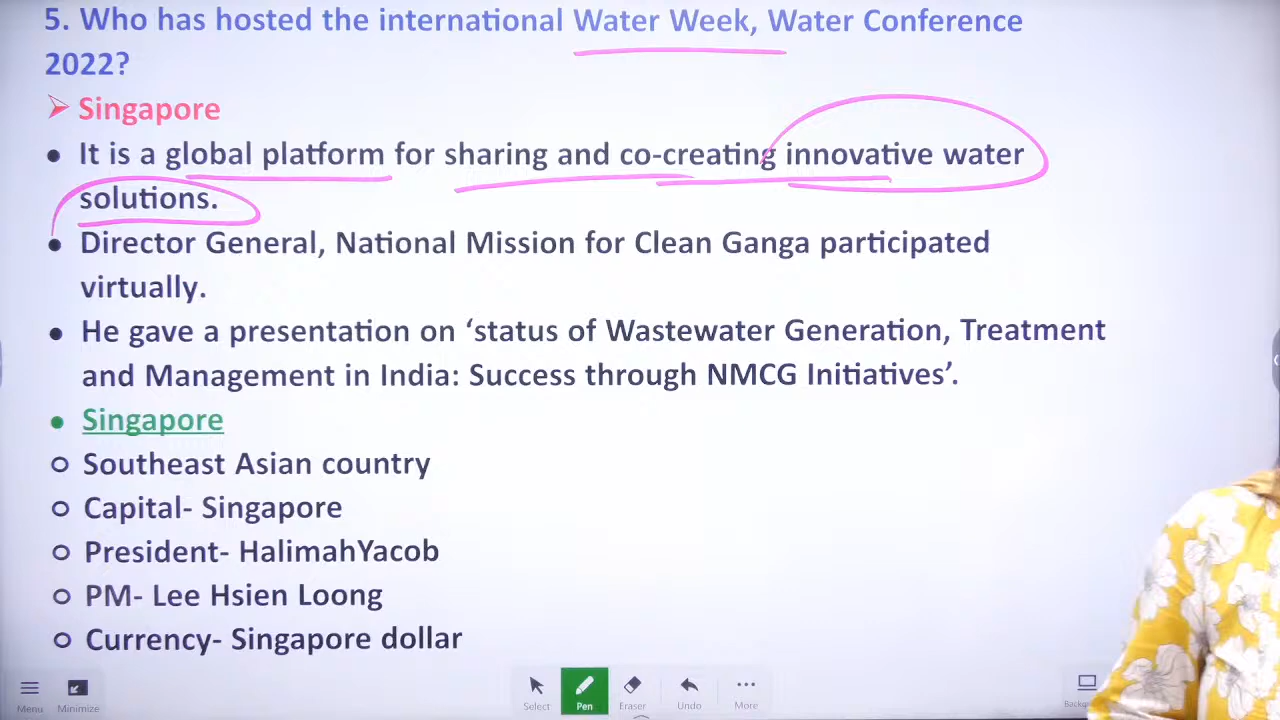 5. Who has hosted the international Water Week, Water Conference
2022?
Singapore
It is a global platform for sharing and co-creating innovative water
solutions.
Director General, National Mission for Clean Ganga participated
virtually.
He gave a presentation on ‘status of Wastewater Generation, Treatment
and Management in India: Success through NMCG Initiatives’.
Singapore
Southeast Asian country
Capital- Singapore
President- HalimahYacob
PM- Lee Hsien Loong
Currency- Singapore dollar
Menu Minimize Select Pen Eraser Undo More